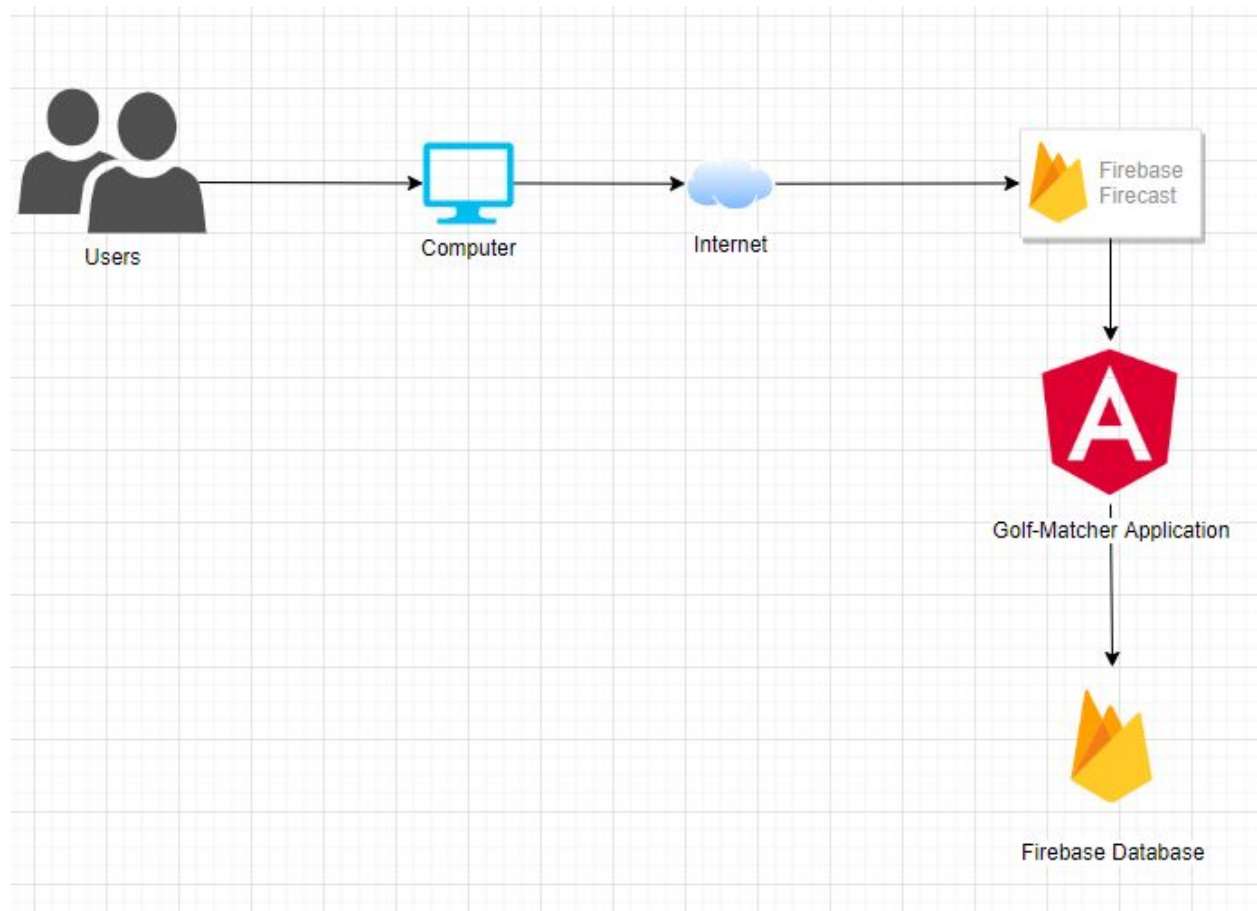 Firebase
Firecast
Users
Computer
Internet
Golf-Matcher Application
Firebase Database